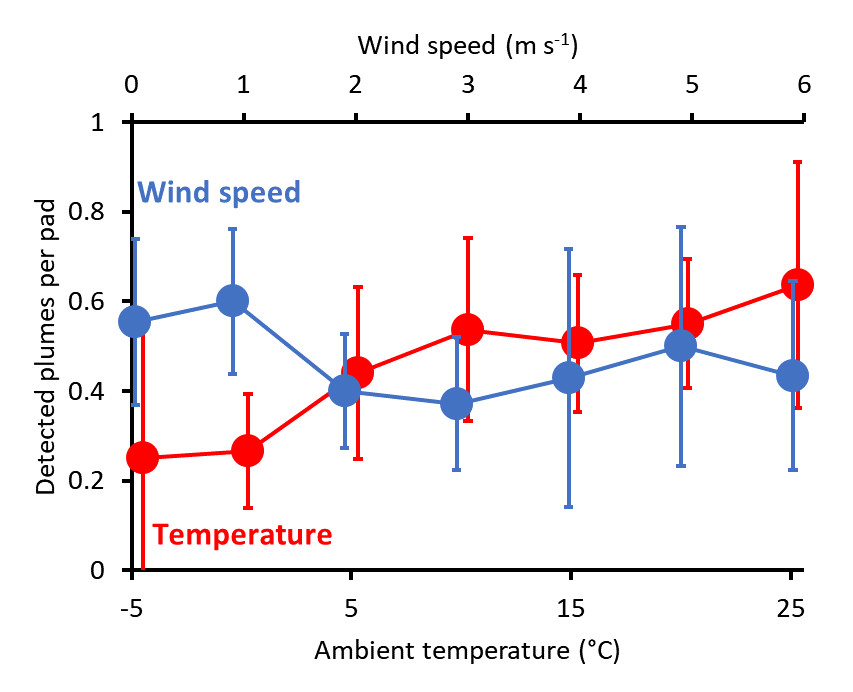 Wind speed (m s⁻¹)
0 1 2 3 4 5 6
1
Wind speed
0.8
0.6
0.4
0.2
0
Detected plumes per pad
Temperature
-5 5 15 25
Ambient temperature (°C)